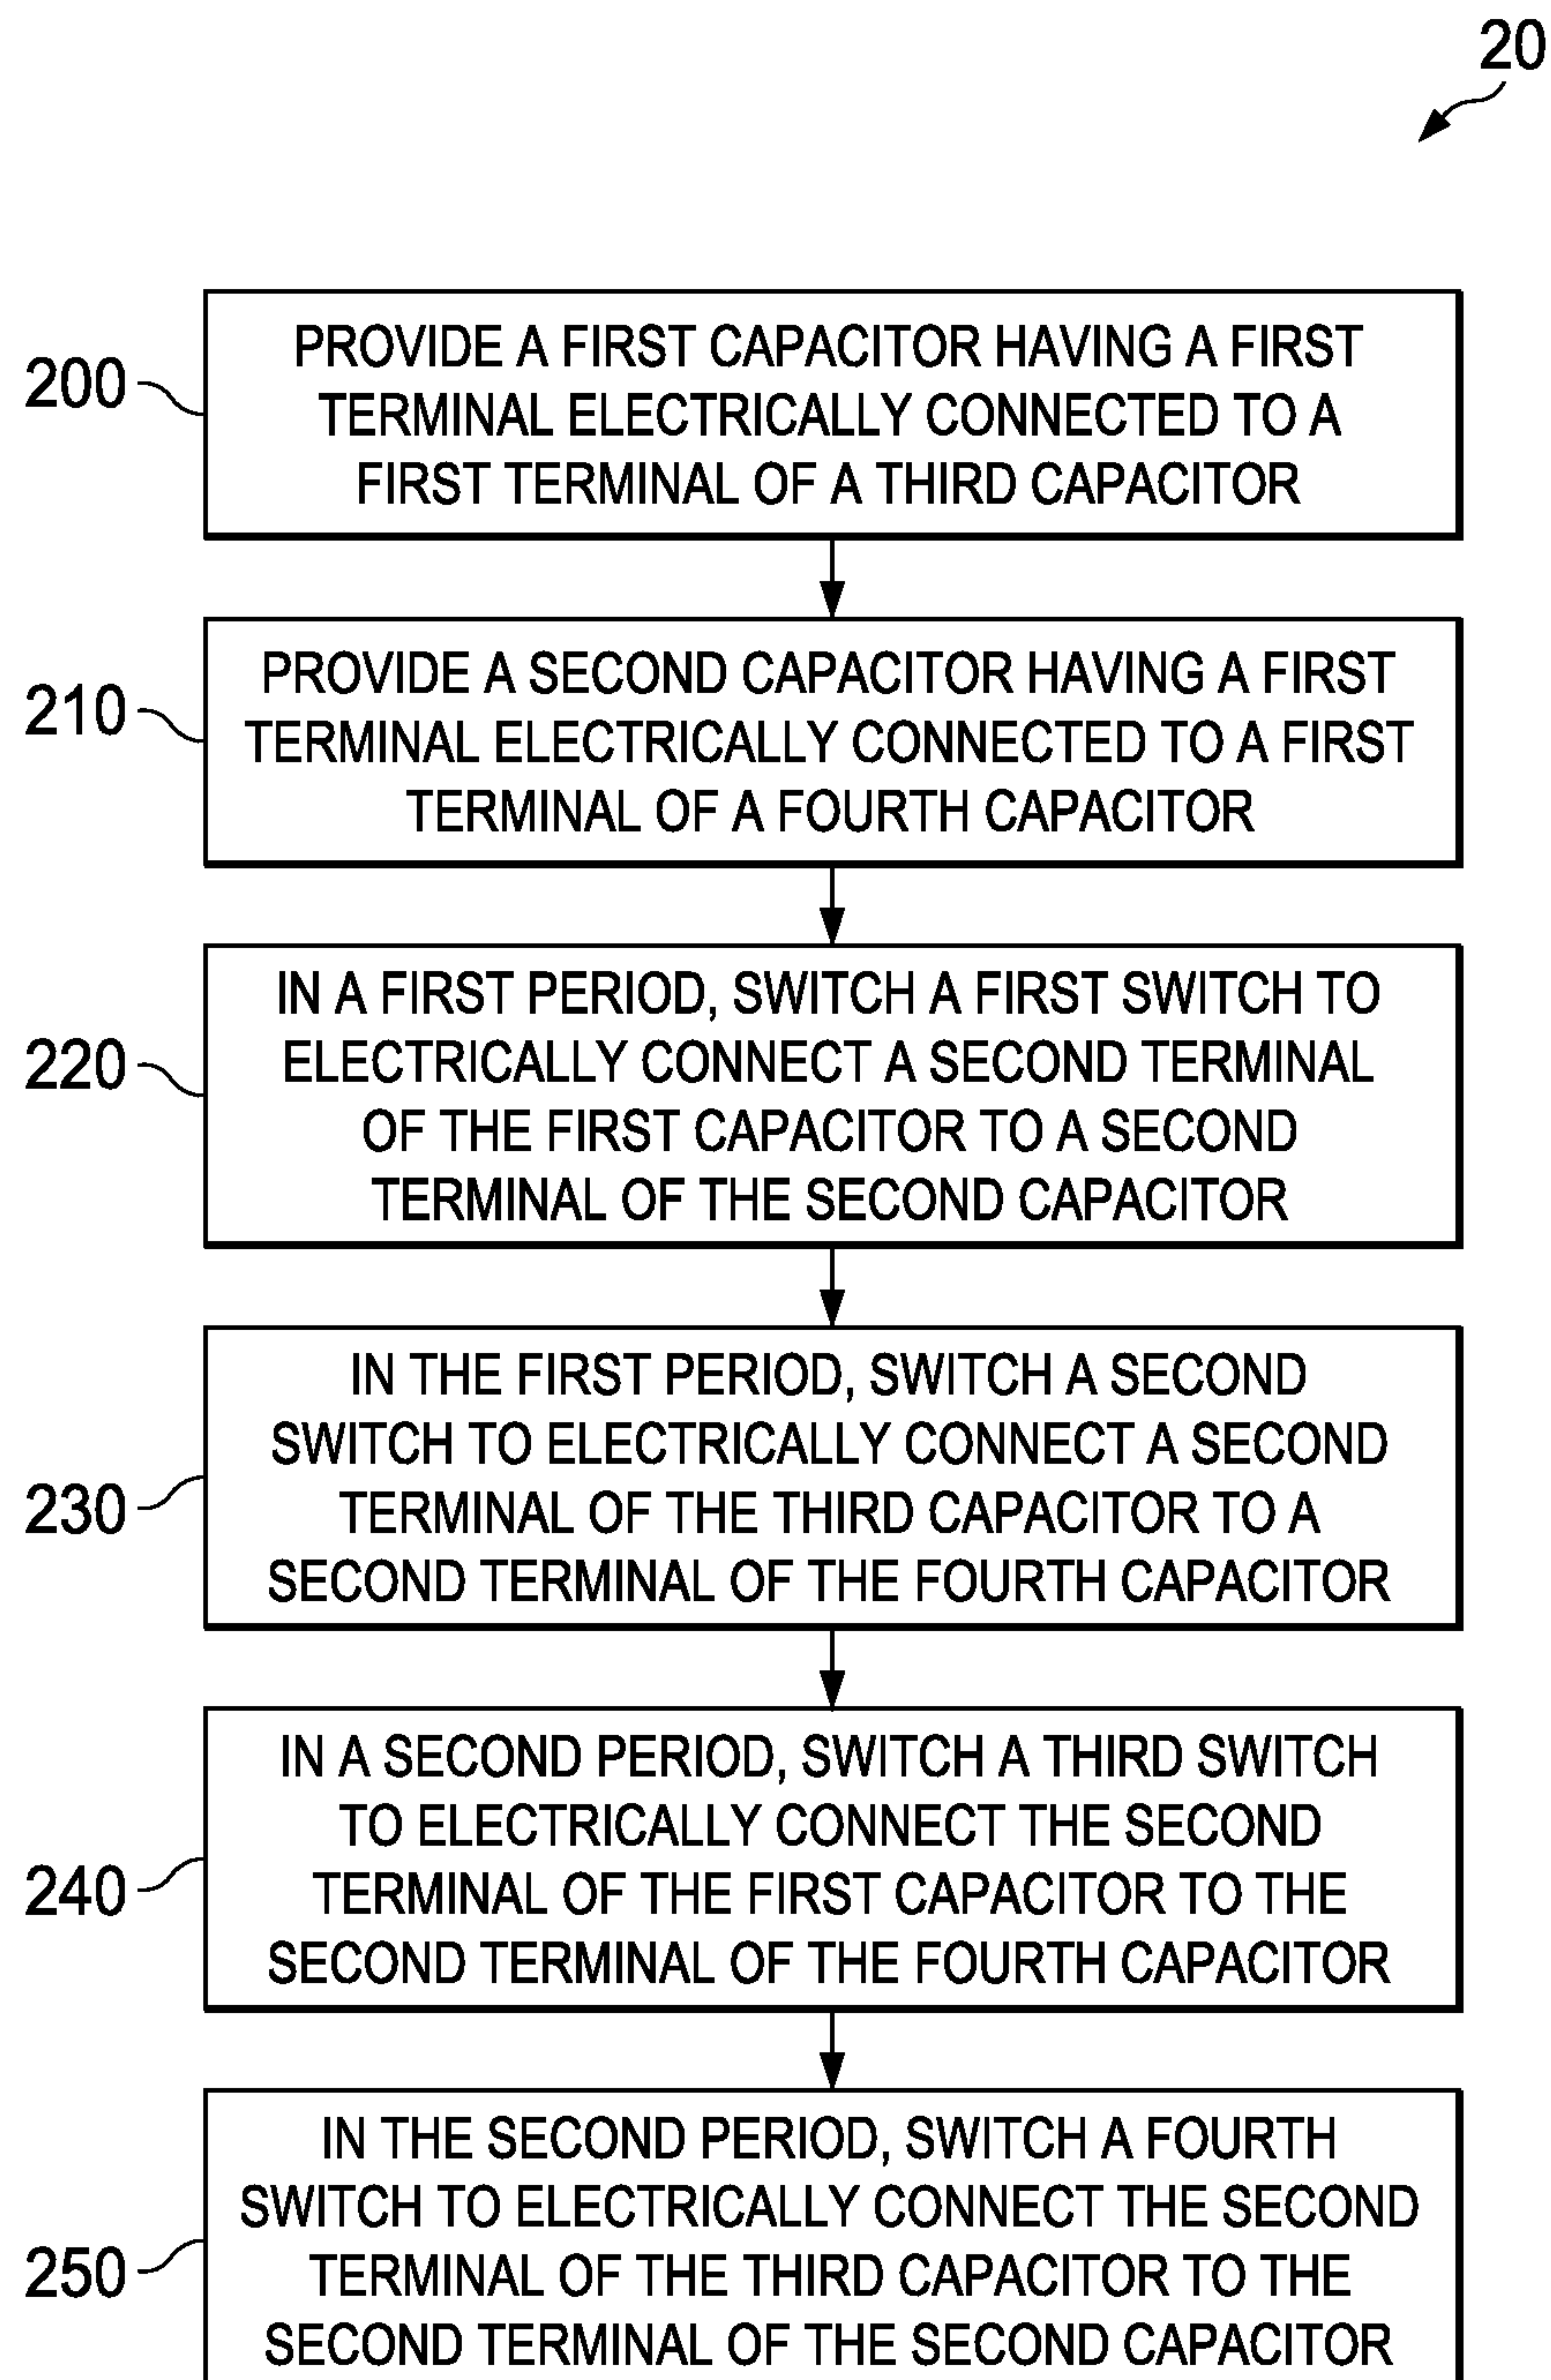 20
200
PROVIDE A FIRST CAPACITOR HAVING A FIRST
TERMINAL ELECTRICALLY CONNECTED TO A
FIRST TERMINAL OF A THIRD CAPACITOR
210
PROVIDE A SECOND CAPACITOR HAVING A FIRST
TERMINAL ELECTRICALLY CONNECTED TO A FIRST
TERMINAL OF A FOURTH CAPACITOR
220
IN A FIRST PERIOD, SWITCH A FIRST SWITCH TO
ELECTRICALLY CONNECT A SECOND TERMINAL
OF THE FIRST CAPACITOR TO A SECOND
TERMINAL OF THE SECOND CAPACITOR
230
IN THE FIRST PERIOD, SWITCH A SECOND
SWITCH TO ELECTRICALLY CONNECT A SECOND
TERMINAL OF THE THIRD CAPACITOR TO A
SECOND TERMINAL OF THE FOURTH CAPACITOR
240
IN A SECOND PERIOD, SWITCH A THIRD SWITCH
TO ELECTRICALLY CONNECT THE SECOND
TERMINAL OF THE FIRST CAPACITOR TO THE
SECOND TERMINAL OF THE FOURTH CAPACITOR
250
IN THE SECOND PERIOD, SWITCH A FOURTH
SWITCH TO ELECTRICALLY CONNECT THE SECOND
TERMINAL OF THE THIRD CAPACITOR TO THE
SECOND TERMINAL OF THE SECOND CAPACITOR